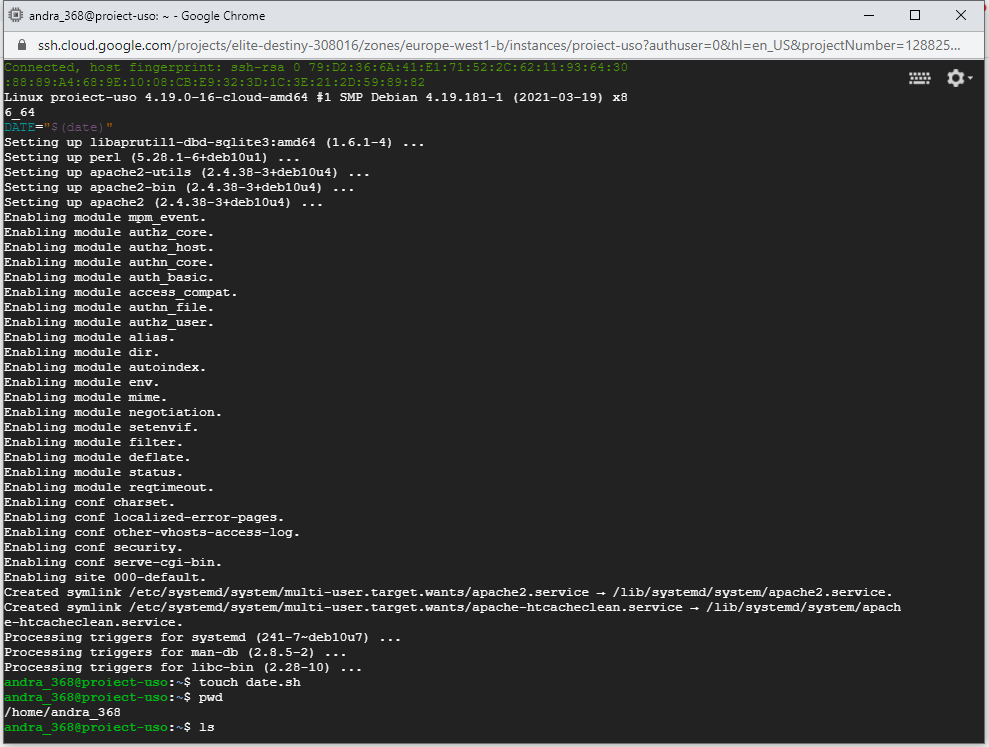 andra_368@proiect-uso: ~ - Google Chrome
ssh.cloud.google.com/projects/elite-destiny-308016/zones/europe-west1-b/instances/proiect-uso?authuser=0&hl=en_US&projectNumber=128825...
Connected, host fingerprint: ssh-rsa 0 79:D2:36:6A:41:E1:71:52:2C:62:11:93:64:30
:88:89:A4:68:9E:10:08:CB:E9:32:3D:1C:3E:21:2D:59:89:82
Linux proiect-uso 4.19.0-16-cloud-amd64 #1 SMP Debian 4.19.181-1 (2021-03-19) x8
6_64
DATE="$(date)"
Setting up libaprutil1-dbd-sqlite3:amd64 (1.6.1-4) ...
Setting up perl (5.28.1-6+deb10u1) ...
Setting up apache2-utils (2.4.38-3+deb10u4) ...
Setting up apache2-bin (2.4.38-3+deb10u4) ...
Setting up apache2 (2.4.38-3+deb10u4) ...
Enabling module mpm_event.
Enabling module authz_core.
Enabling module authz_host.
Enabling module authn_core.
Enabling module auth_basic.
Enabling module access_compat.
Enabling module authn_file.
Enabling module authz_user.
Enabling module alias.
Enabling module dir.
Enabling module autoindex.
Enabling module env.
Enabling module mime.
Enabling module negotiation.
Enabling module setenvif.
Enabling module filter.
Enabling module deflate.
Enabling module status.
Enabling module reqtimeout.
Enabling conf charset.
Enabling conf localized-error-pages.
Enabling conf other-vhosts-access-log.
Enabling conf security.
Enabling conf serve-cgi-bin.
Enabling site 000-default.
Created symlink /etc/systemd/system/multi-user.target.wants/apache2.service → /lib/systemd/system/apache2.service.
Created symlink /etc/systemd/system/multi-user.target.wants/apache-htcacheclean.service → /lib/systemd/system/apach
e-htcacheclean.service.
Processing triggers for systemd (241-7~deb10u7) ...
Processing triggers for man-db (2.8.5-2) ...
Processing triggers for libc-bin (2.28-10) ...
andra_368@proiect-uso:~$ touch date.sh
andra_368@proiect-uso:~$ pwd
/home/andra_368
andra_368@proiect-uso:~$ ls